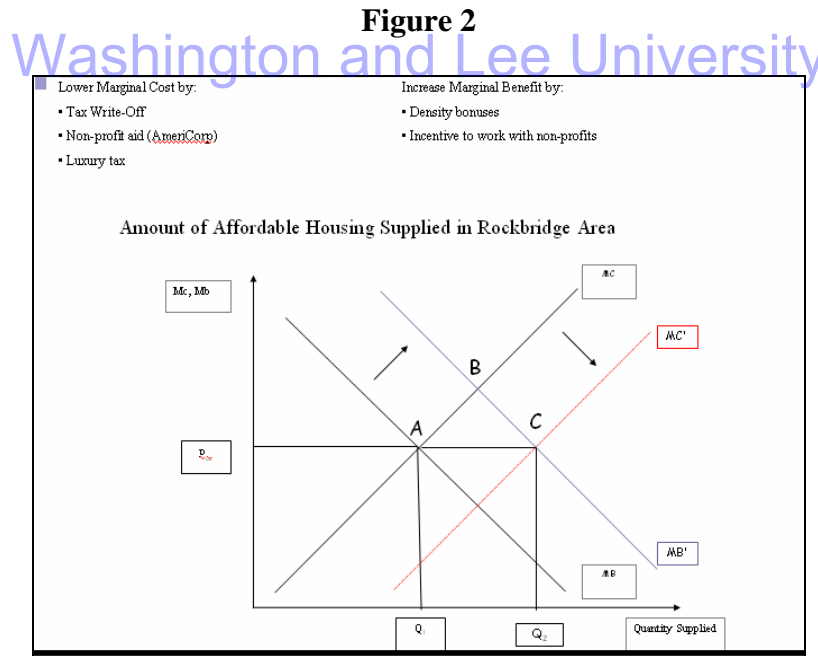 Figure 2
Washington and Lee University
Lower Marginal Cost by:
▪ Tax Write-Off
▪ Non-profit aid (AmeriCorp)
▪ Luxury tax
Increase Marginal Benefit by:
▪ Density bonuses
▪ Incentive to work with non-profits
Amount of Affordable Housing Supplied in Rockbridge Area
Mc, Mb
MC
MC'
B
A
C
P
MB'
MB
Q₁
Q₂
Quantity Supplied